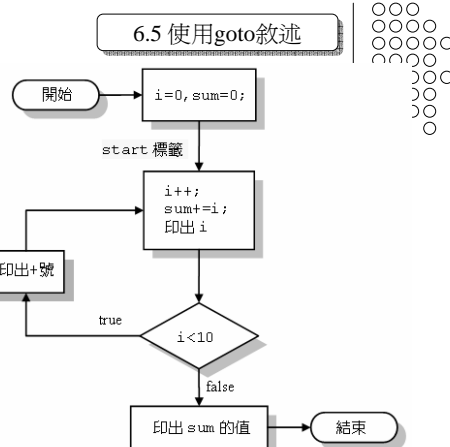 6.5 使用goto敘述
開始
i=0,sum=0;
start 標籤
i++;
sum+=i;
印出 i
印出+號
true
i<10
false
印出 sum 的值
結束